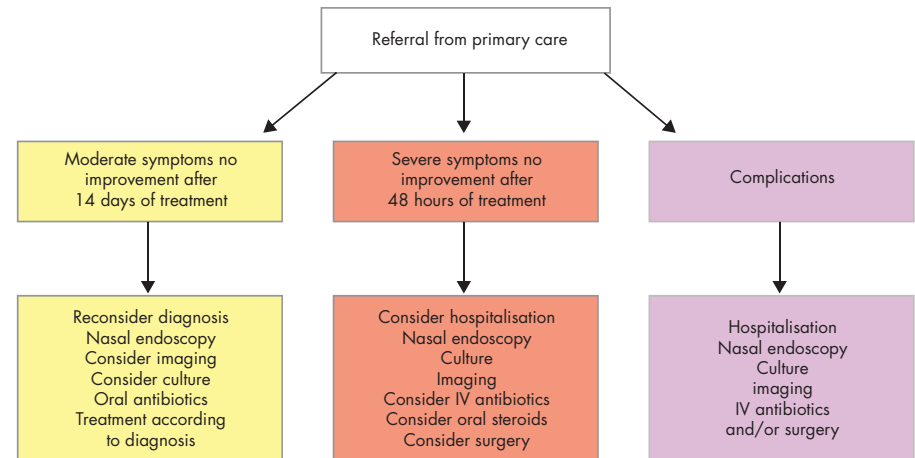 Referral from primary care
Moderate symptoms no
improvement after
14 days of treatment
Severe symptoms no
improvement after
48 hours of treatment
Complications
Reconsider diagnosis
Nasal endoscopy
Consider imaging
Consider culture
Oral antibiotics
Treatment according
to diagnosis
Consider hospitalisation
Nasal endoscopy
Culture
Imaging
Consider IV antibiotics
Consider oral steroids
Consider surgery
Hospitalisation
Nasal endoscopy
Culture
imaging
IV antibiotics
and/or surgery